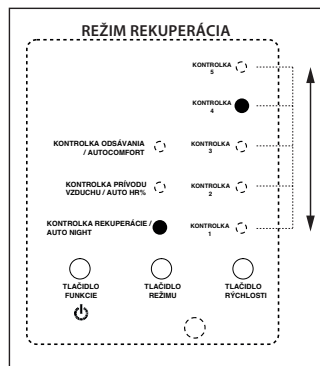 REŽIM REKUPERÁCIA
KONTROLKA
5
KONTROLKA
4
KONTROLKA ODSÁVANIA
/ AUTOCOMFORT
KONTROLKA
3
KONTROLKA PRÍVODU
VZDUCHU / AUTO HR%
KONTROLKA
2
KONTROLKA REKUPERÁCIE /
AUTO NIGHT
KONTROLKA
1
TLAČIDLO
FUNKCIE
TLAČIDLO
REŽIMU
TLAČIDLO
RÝCHLOSTI